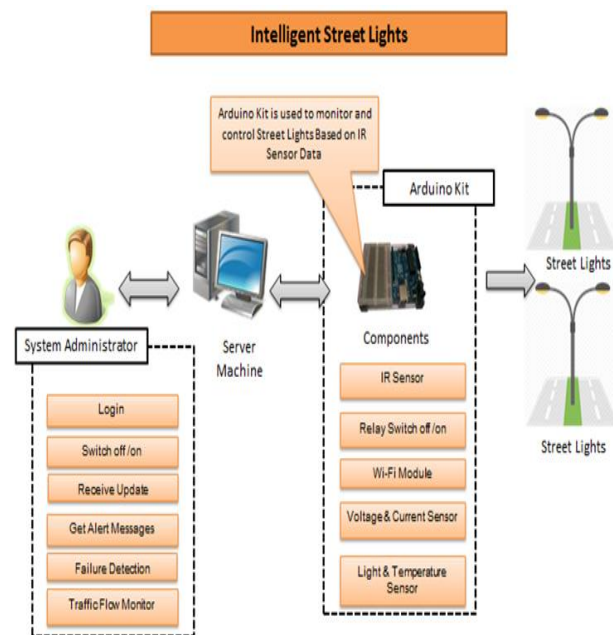 Intelligent Street Lights
Arduino Kit is used to monitor and
control Street Lights Based on IR
Sensor Data
Arduino Kit
Street Lights
System Administrator
Server
Machine
Components
Login
Switch off /on
Receive Update
Get Alert Messages
Failure Detection
Traffic Flow Monitor
IR Sensor
Relay Switch off /on
Wi-Fi Module
Voltage & Current Sensor
Light & Temperature
Sensor
Street Lights